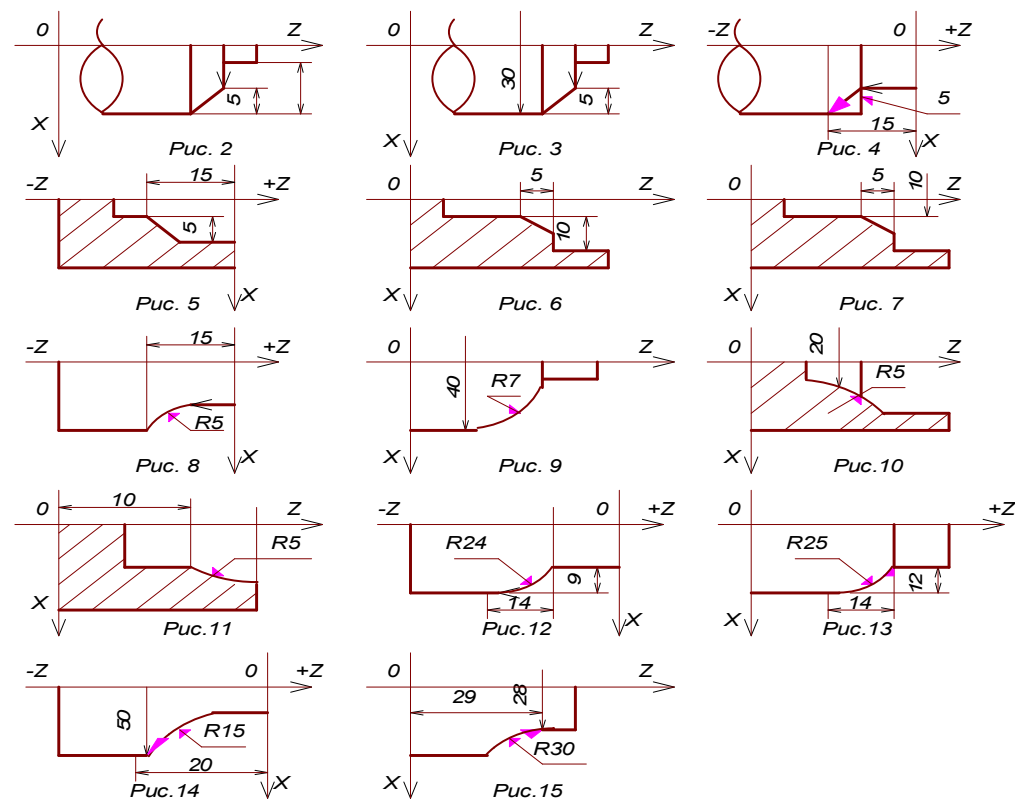 0 Z 5 X Рис. 2
0 Z 30 5 X Рис. 3
-Z 0 +Z 5 15 X Рис. 4
-Z 15 +Z 5 X Рис. 5
0 5 Z 10 X Рис. 6
0 5 10 Z X Рис. 7
-Z 15 +Z R5 X Рис. 8
0 Z 40 R7 X Рис. 9
0 20 Z R5 X Рис.10
0 10 Z R5 X Рис.11
-Z 0 +Z R24 9 14 X Рис.12
0 +Z R25 12 14 X Рис.13
-Z 0 +Z 50 R15 20 X Рис.14
0 Z 29 28 R30 X Рис.15